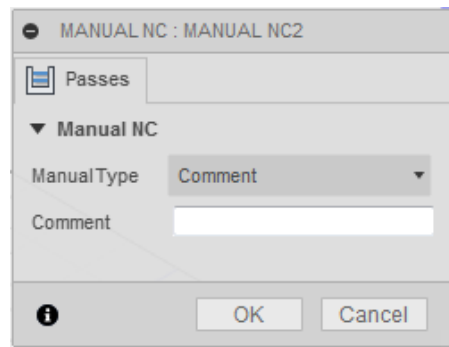 MANUAL NC : MANUAL NC2
Passes
Manual NC
Manual Type Comment
Comment
OK Cancel